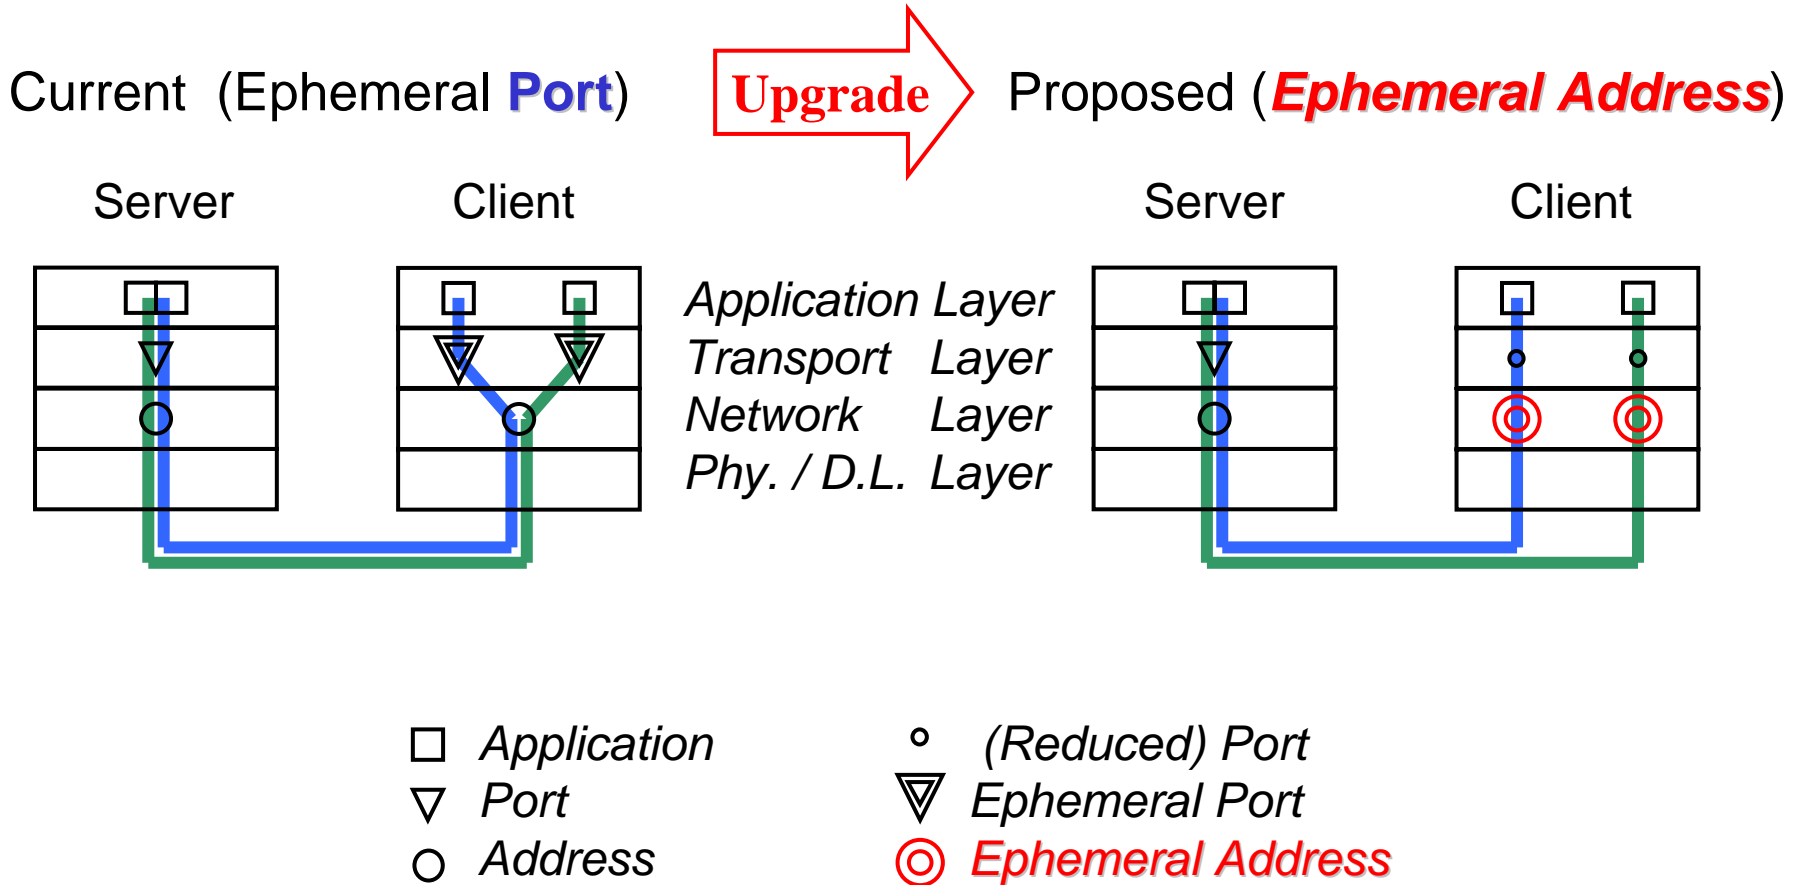 Current (Ephemeral Port)
Upgrade
Proposed (Ephemeral Address)
Server
Client
Server
Client
Application Layer
Transport Layer
Network Layer
Phy. / D.L. Layer
Application
(Reduced) Port
Port
Ephemeral Port
Address
Ephemeral Address